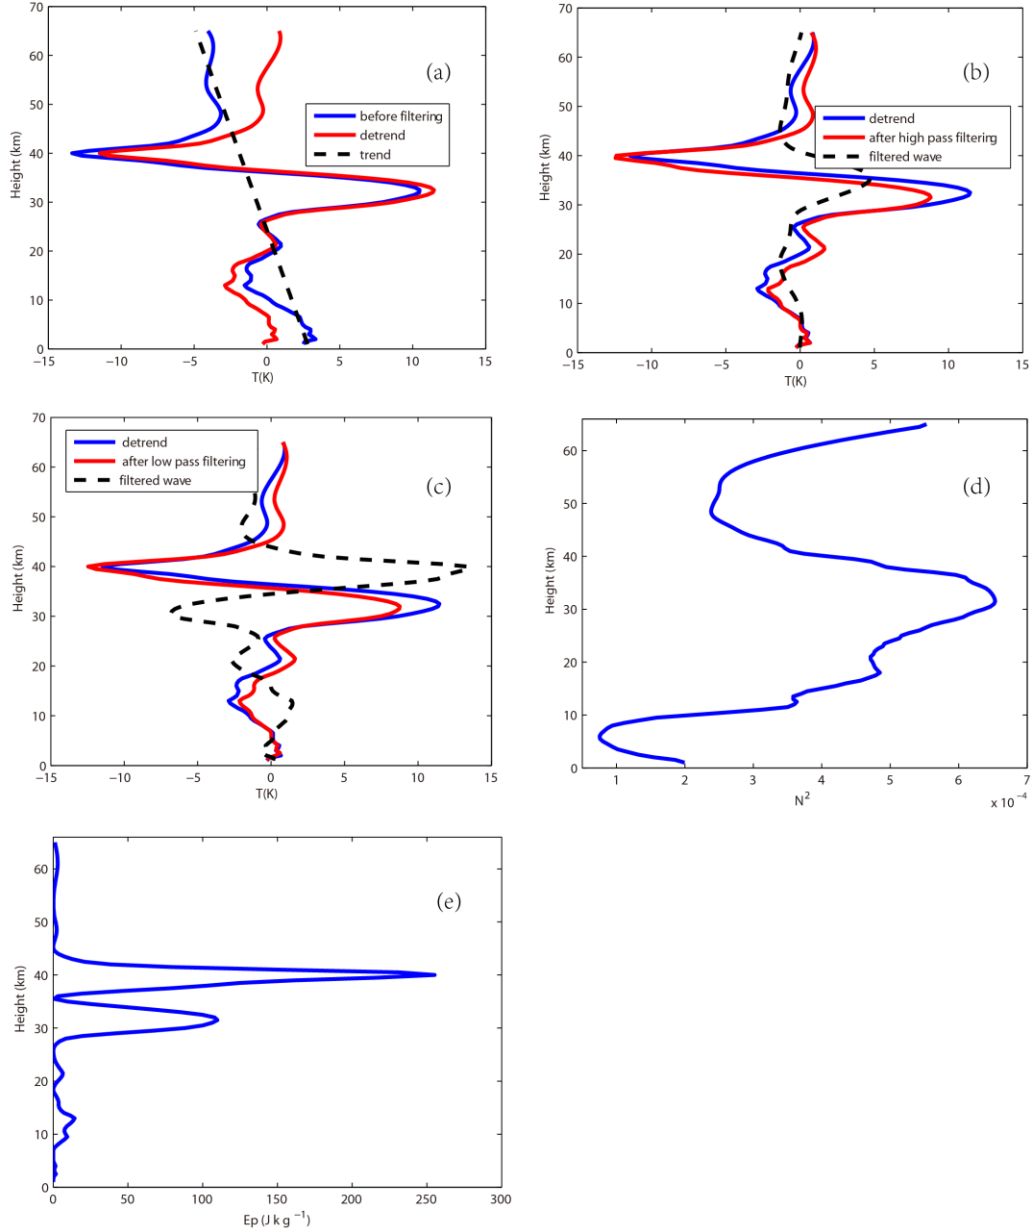 70
60
50
40
30
20
10
0
Height (km)
(a)
before filtering
detrend
trend
−15
−10
−5
0
5
10
15
T(K)
70
60
50
40
30
20
10
0
Height (km)
(b)
detrend
after high pass filtering
filtered wave
−15
−10
−5
0
5
10
15
T(K)
70
60
50
40
30
20
10
0
Height (km)
detrend
after low pass filtering
filtered wave
(c)
−15
−10
−5
0
5
10
15
T(K)
60
50
40
30
20
10
0
Height (km)
(d)
1
2
3
4
5
6
7
N²
x 10⁻⁴
60
50
40
30
20
10
0
Height (km)
(e)
0
50
100
150
200
250
300
Ep (J k g⁻¹)